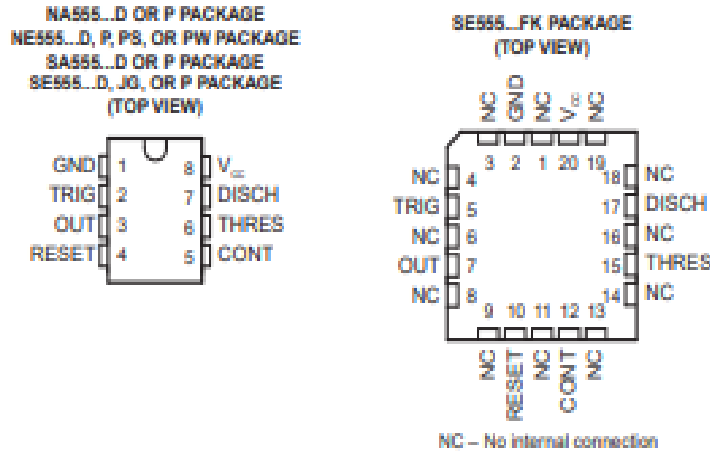 NA555...D OR P PACKAGE
NE555...D, P, PS, OR PW PACKAGE
SA555...D OR P PACKAGE
SE555...D, JG, OR P PACKAGE
(TOP VIEW)
GND 1 8 VCC
TRIG 2 7 DISCH
OUT 3 6 THRES
RESET 4 5 CONT
SE555...FK PACKAGE
(TOP VIEW)
NC GND NC VCC NC
3 2 1 20 19
NC 4 18 NC
TRIG 5 17 DISCH
NC 6 16 NC
OUT 7 15 THRES
NC 8 14 NC
9 10 11 12 13
NC RESET NC CONT NC
NC – No internal connection